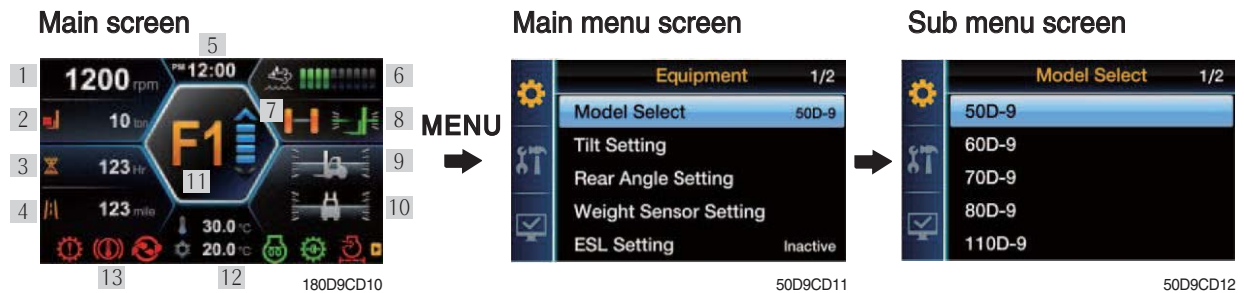 Main screen
Main menu screen
Sub menu screen
5
1
1200 rpm
PM 12:00
6
2
10 ton
7
8
3
123 Hr
F1
9
11
4
123 mile
10
30.0 °C
20.0 °C
13
12
180D9CD10
MENU
Equipment 1/2
Model Select 50D-9
Tilt Setting
Rear Angle Setting
Weight Sensor Setting
ESL Setting Inactive
50D9CD11
Model Select 1/2
50D-9
60D-9
70D-9
80D-9
110D-9
50D9CD12